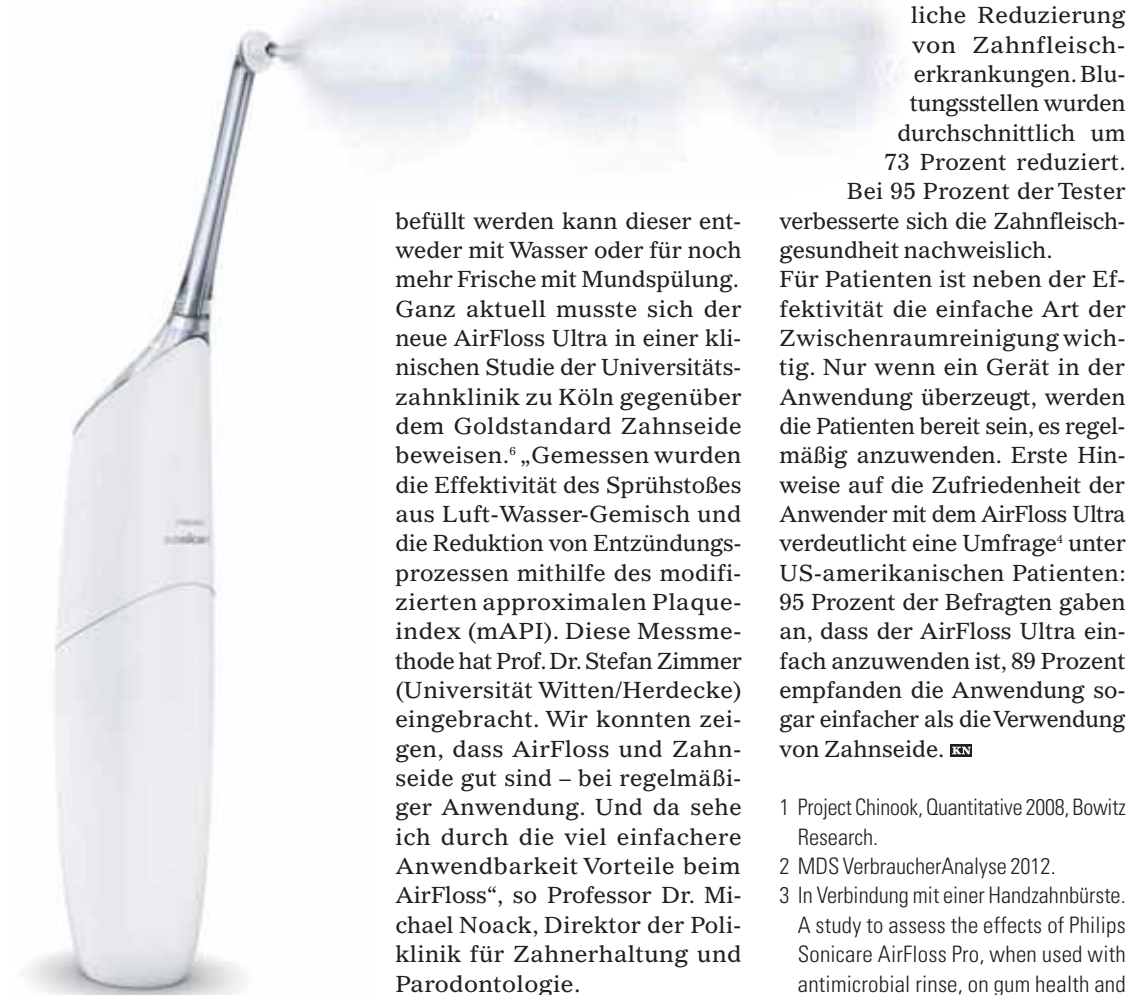 befüllt werden kann dieser ent-
weder mit Wasser oder für noch
mehr Frische mit Mundspülung.
Ganz aktuell musste sich der
neue AirFloss Ultra in einer kli-
nischen Studie der Universitäts-
zahnklinik zu Köln gegenüber
dem Goldstandard Zahnseide
beweisen.⁶ „Gemessen wurden
die Effektivität des Sprühstoßes
aus Luft-Wasser-Gemisch und
die Reduktion von Entzündungs-
prozessen mithilfe des modifi-
zierten approximalen Plaque-
index (mAPI). Diese Messme-
thode hat Prof. Dr. Stefan Zimmer
(Universität Witten/Herdecke)
eingebracht. Wir konnten zei-
gen, dass AirFloss und Zahn-
seide gut sind – bei regelmäßi-
ger Anwendung. Und da sehe
ich durch die viel einfachere
Anwendbarkeit Vorteile beim
AirFloss“, so Professor Dr. Mi-
chael Noack, Direktor der Poli-
klinik für Zahnerhaltung und
Parodontologie.
liche Reduzierung
von Zahnfleisch-
erkrankungen. Blu-
tungsstellen wurden
durchschnittlich um
73 Prozent reduziert.
Bei 95 Prozent der Tester
verbesserte sich die Zahnfleisch-
gesundheit nachweislich.
Für Patienten ist neben der Ef-
fektivität die einfache Art der
Zwischenraumreinigung wich-
tig. Nur wenn ein Gerät in der
Anwendung überzeugt, werden
die Patienten bereit sein, es regel-
mäßig anzuwenden. Erste Hin-
weise auf die Zufriedenheit der
Anwender mit dem AirFloss Ultra
verdeutlicht eine Umfrage⁴ unter
US-amerikanischen Patienten:
95 Prozent der Befragten gaben
an, dass der AirFloss Ultra ein-
fach anzuwenden ist, 89 Prozent
empfanden die Anwendung so-
gar einfacher als die Verwendung
von Zahnseide. KN
1 Project Chinook, Quantitative 2008, Bowitz
Research.
2 MDS VerbraucherAnalyse 2012.
3 In Verbindung mit einer Handzahnbürste.
A study to assess the effects of Philips
Sonicare AirFloss Pro, when used with
antimicrobial rinse, on gum health and